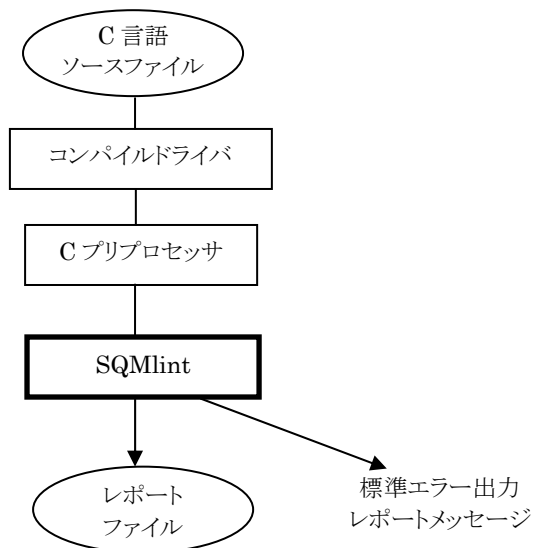 C 言語
ソースファイル
コンパイルドライバ
C プリプロセッサ
SQMlint
レポート
ファイル
標準エラー出力
レポートメッセージ